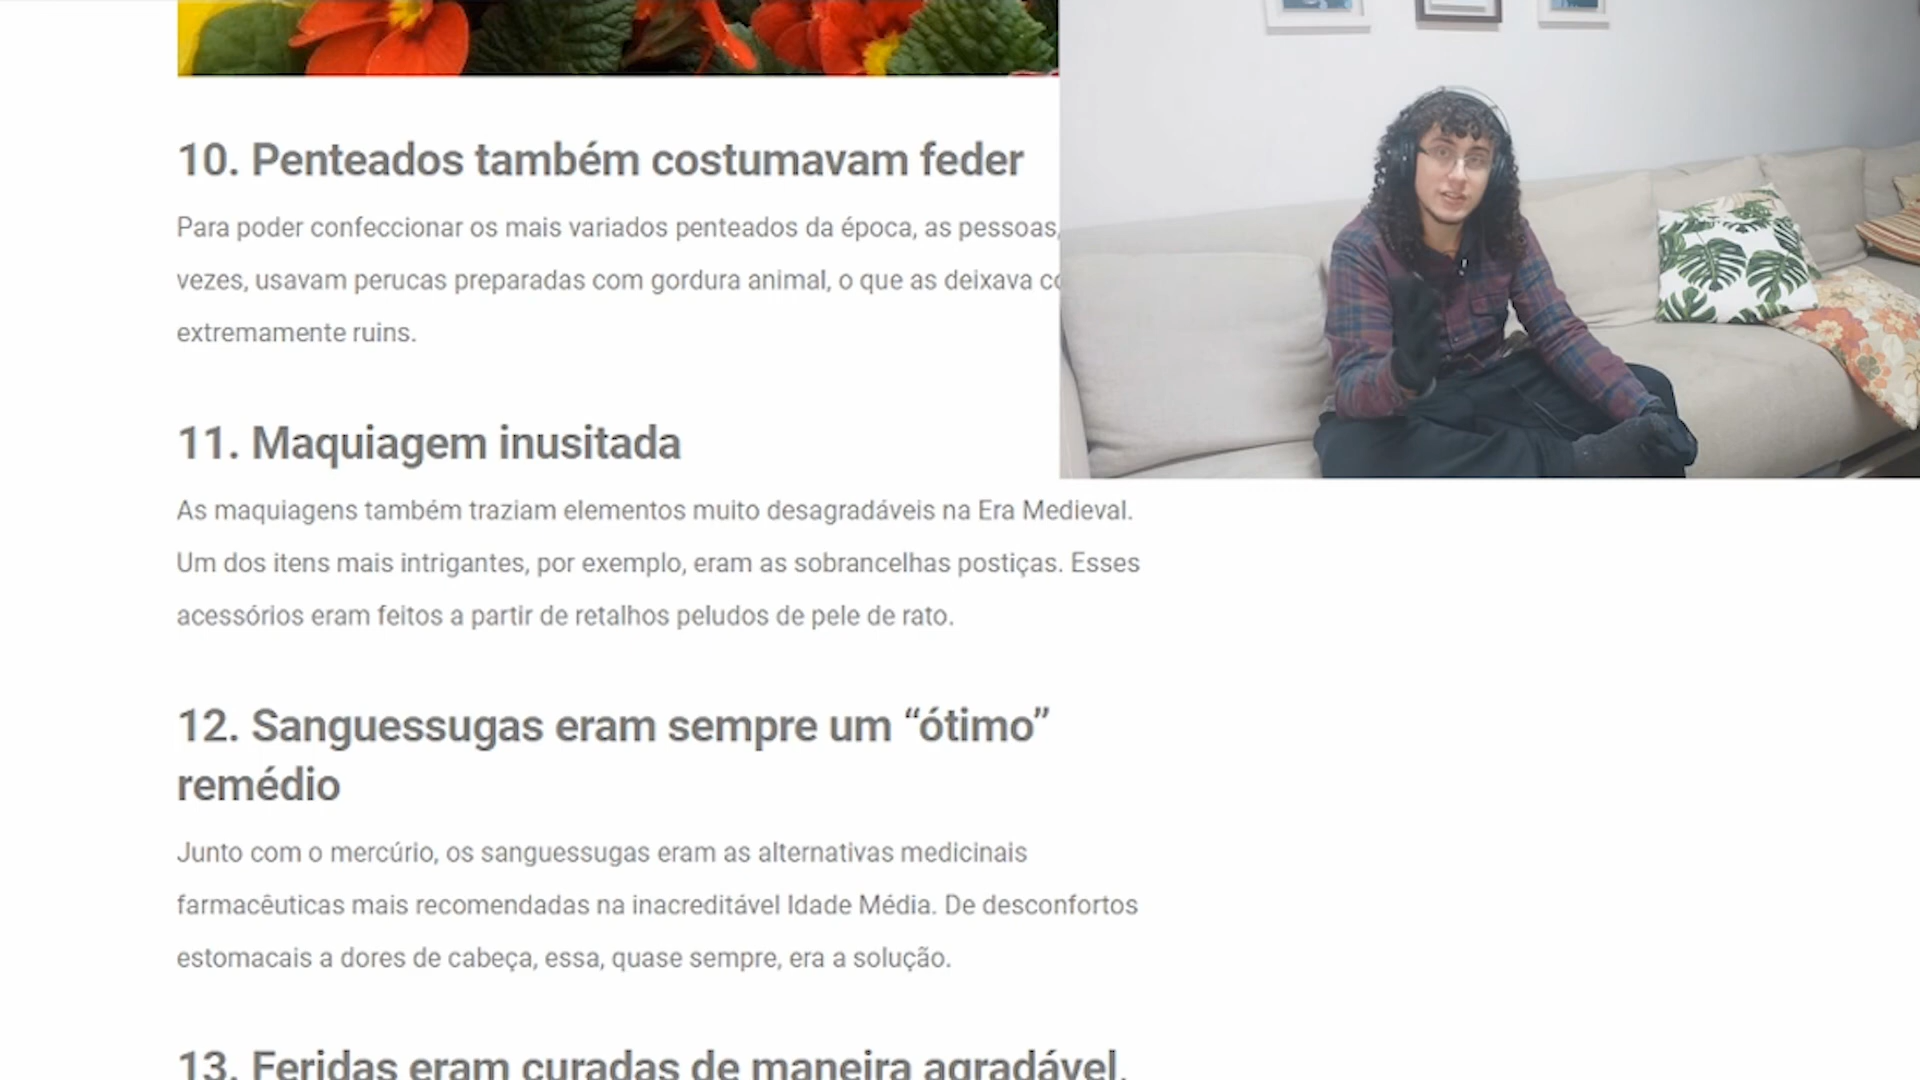 10. Penteados também costumavam feder
Para poder confeccionar os mais variados penteados da época, as pessoas,
vezes, usavam perucas preparadas com gordura animal, o que as deixava
extremamente ruins.
11. Maquiagem inusitada
As maquiagens também traziam elementos muito desagradáveis na Era Medieval.
Um dos itens mais intrigantes, por exemplo, eram as sobrancelhas postiças. Esses
acessórios eram feitos a partir de retalhos peludos de pele de rato.
12. Sanguessugas eram sempre um “ótimo”
remédio
Junto com o mercúrio, os sanguessugas eram as alternativas medicinais
farmacêuticas mais recomendadas na inacreditável Idade Média. De desconfortos
estomacais a dores de cabeça, essa, quase sempre, era a solução.
13. Feridas eram curadas de maneira agradável.